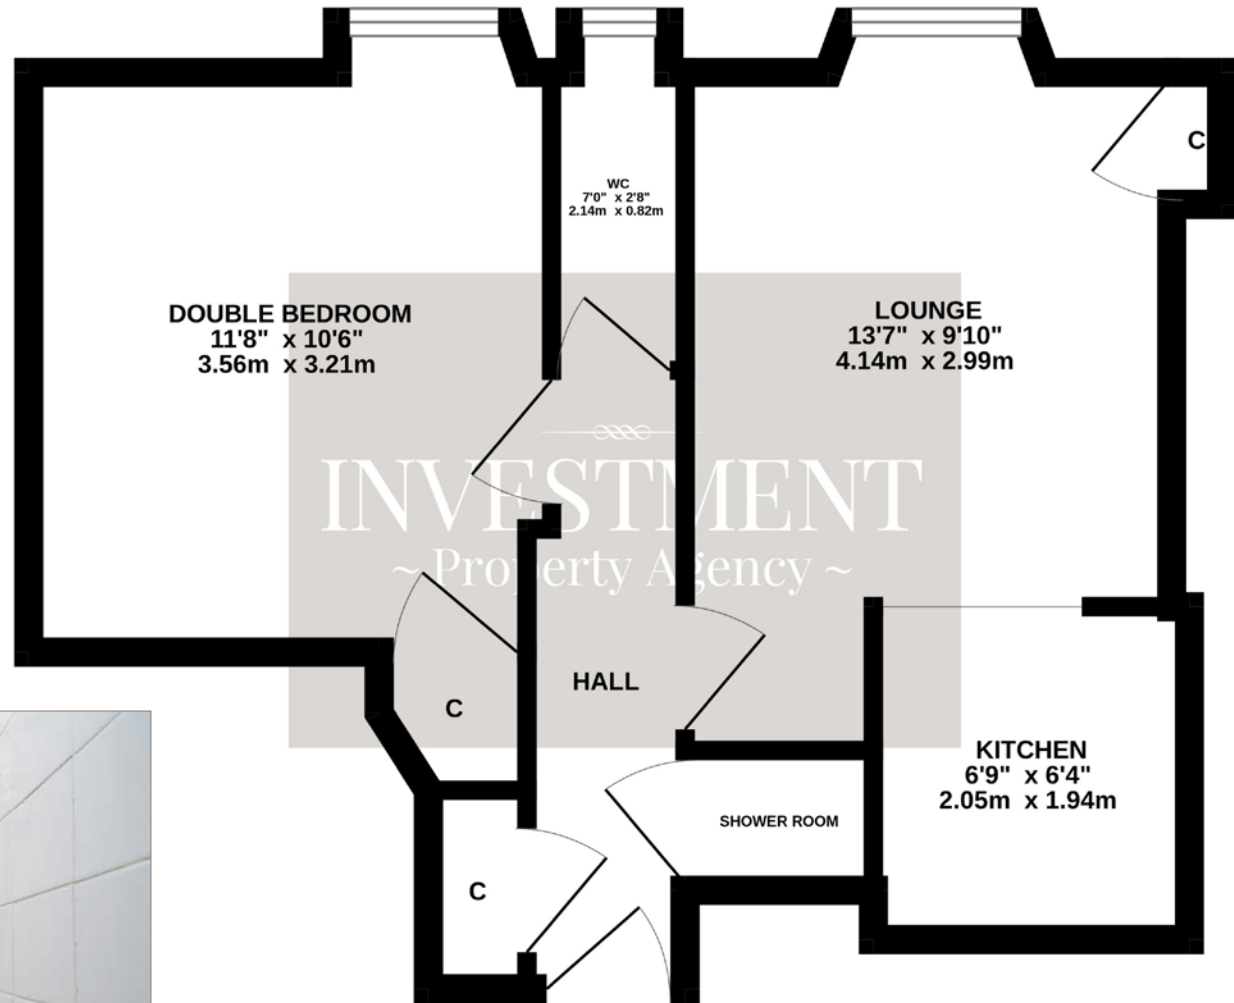 WC
7'0" x 2'8"
2.14m x 0.82m
C
DOUBLE BEDROOM
11'8" x 10'6"
3.56m x 3.21m
LOUNGE
13'7" x 9'10"
4.14m x 2.99m
INVESTMENT
~ Property Agency ~
HALL
C
KITCHEN
6'9" x 6'4"
2.05m x 1.94m
SHOWER ROOM
C